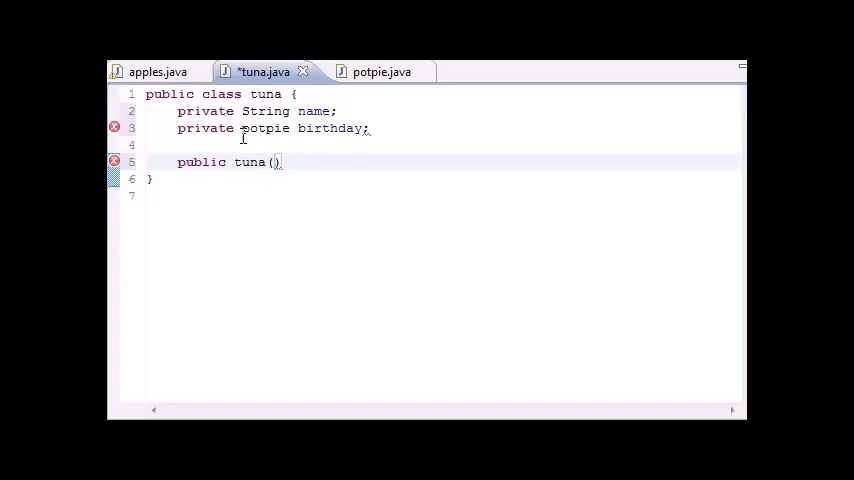 apples.java *tuna.java potpie.java
1 public class tuna {
2 private String name;
3 private potpie birthday;
4
5 public tuna()
6 }
7